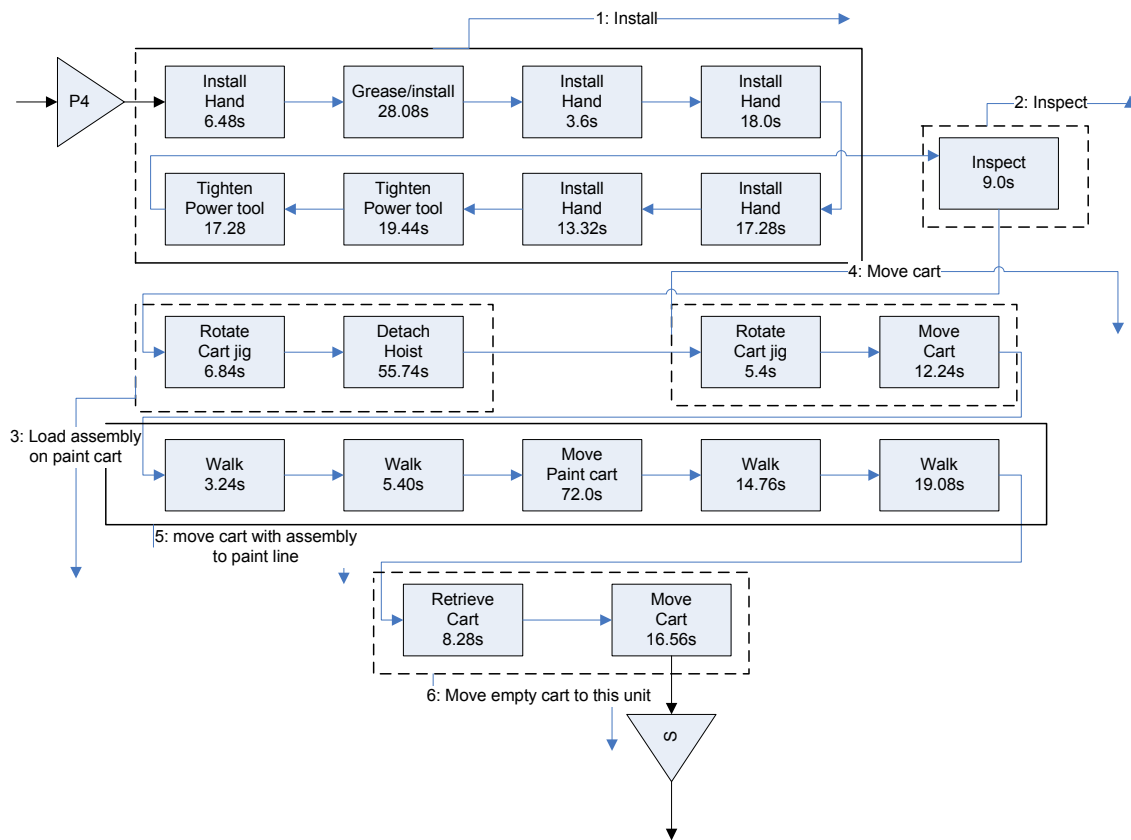 1: Install
P4
Install
Hand
6.48s
Grease/install
28.08s
Install
Hand
3.6s
Install
Hand
18.0s
2: Inspect
Inspect
9.0s
Tighten
Power tool
17.28
Tighten
Power tool
19.44s
Install
Hand
13.32s
Install
Hand
17.28s
4: Move cart
Rotate
Cart jig
6.84s
Detach
Hoist
55.74s
Rotate
Cart jig
5.4s
Move
Cart
12.24s
3: Load assembly
on paint cart
Walk
3.24s
Walk
5.40s
Move
Paint cart
72.0s
Walk
14.76s
Walk
19.08s
5: move cart with assembly
to paint line
Retrieve
Cart
8.28s
Move
Cart
16.56s
6: Move empty cart to this unit
S